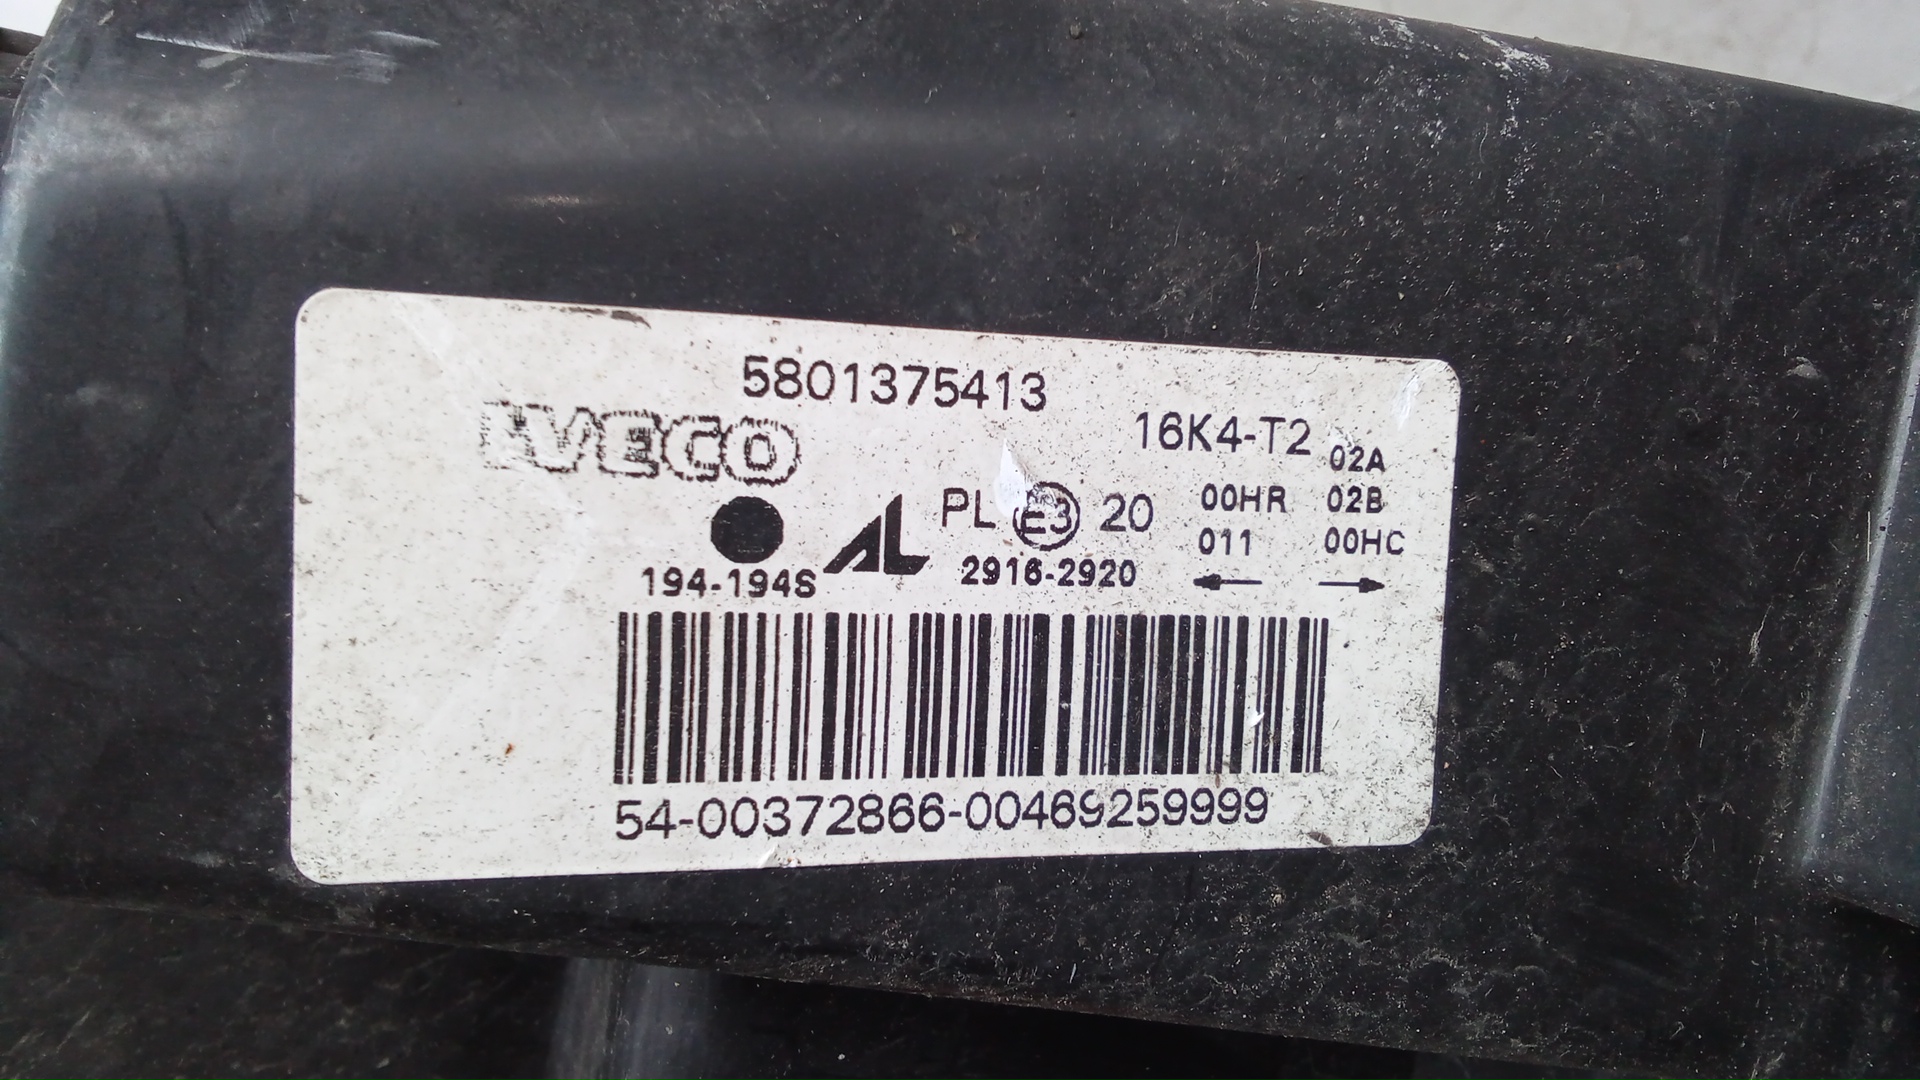 5801375413
IVECO
16K4-T2 02A
PL E3 20 00HR 02B
AL 011 00HC
194-194S 2916-2920
54-00372866-00469259999